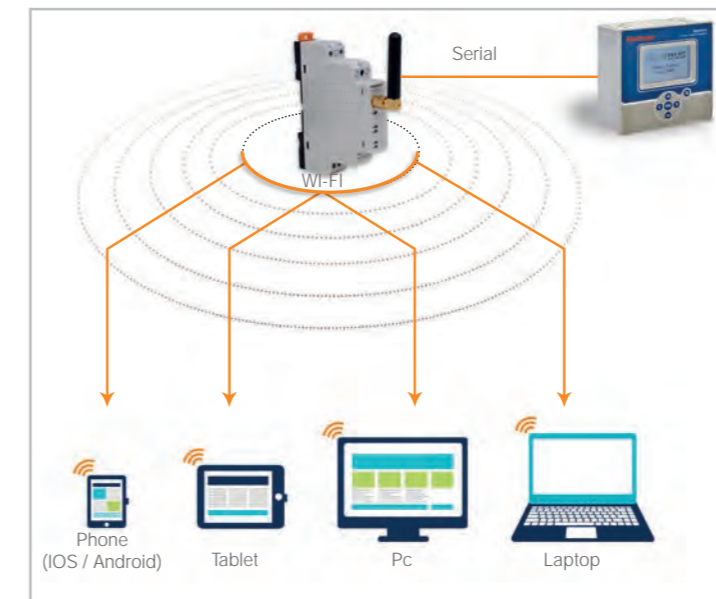 Serial
WI-FI
Phone
(IOS / Android)
Tablet
Pc
Laptop